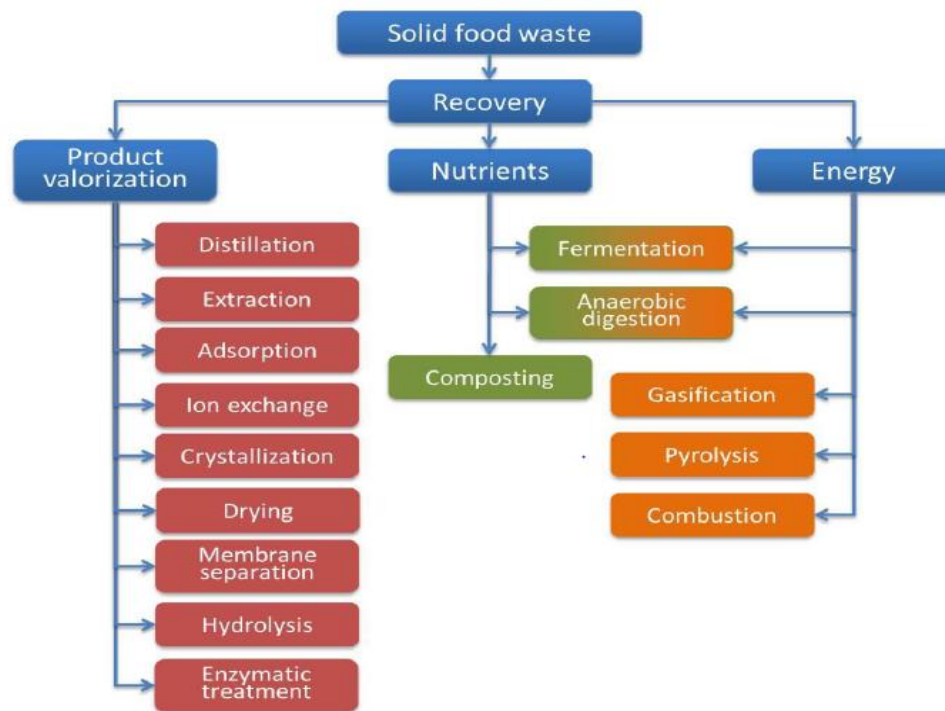 Solid food waste
Recovery
Product
valorization
Nutrients
Energy
Distillation
Extraction
Adsorption
Ion exchange
Crystallization
Drying
Membrane
separation
Hydrolysis
Enzymatic
treatment
Fermentation
Anaerobic
digestion
Composting
Gasification
Pyrolysis
Combustion